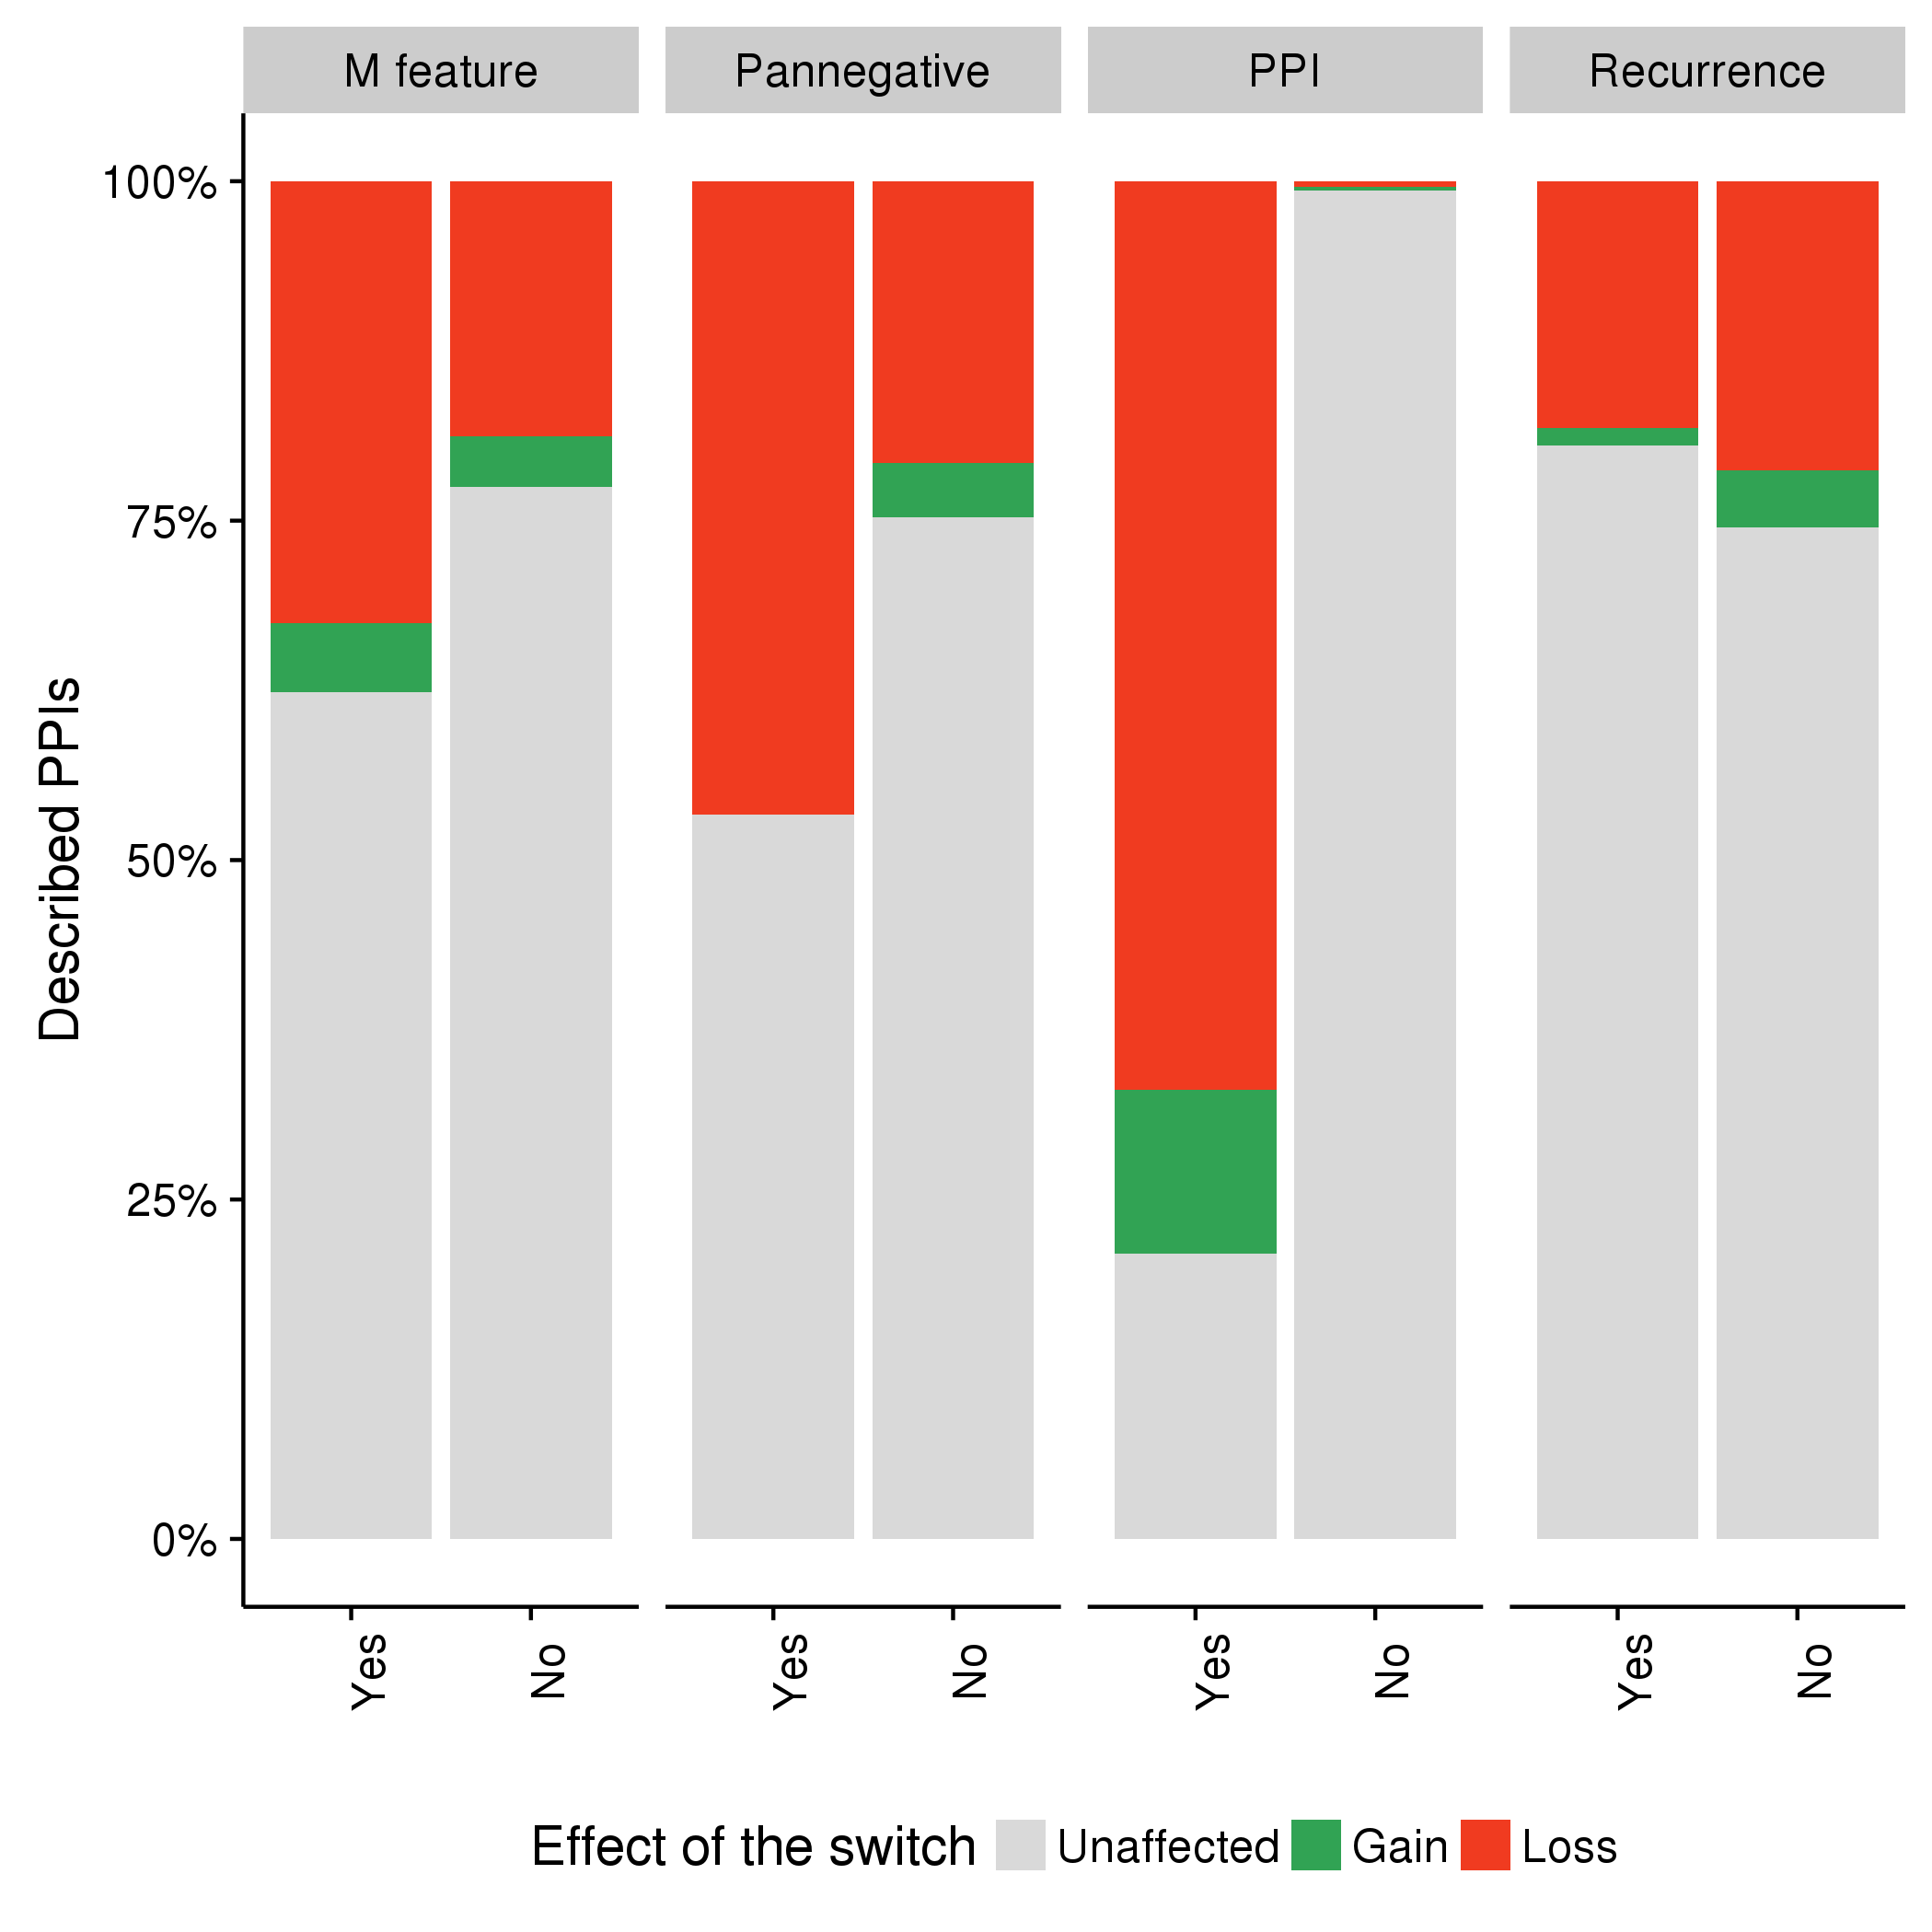 M feature
Pannegative
PPI
Recurrence
100%
75%
50%
25%
0%
Described PPIs
Yes
No
Yes
No
Yes
No
Yes
No
Effect of the switch
Unaffected
Gain
Loss